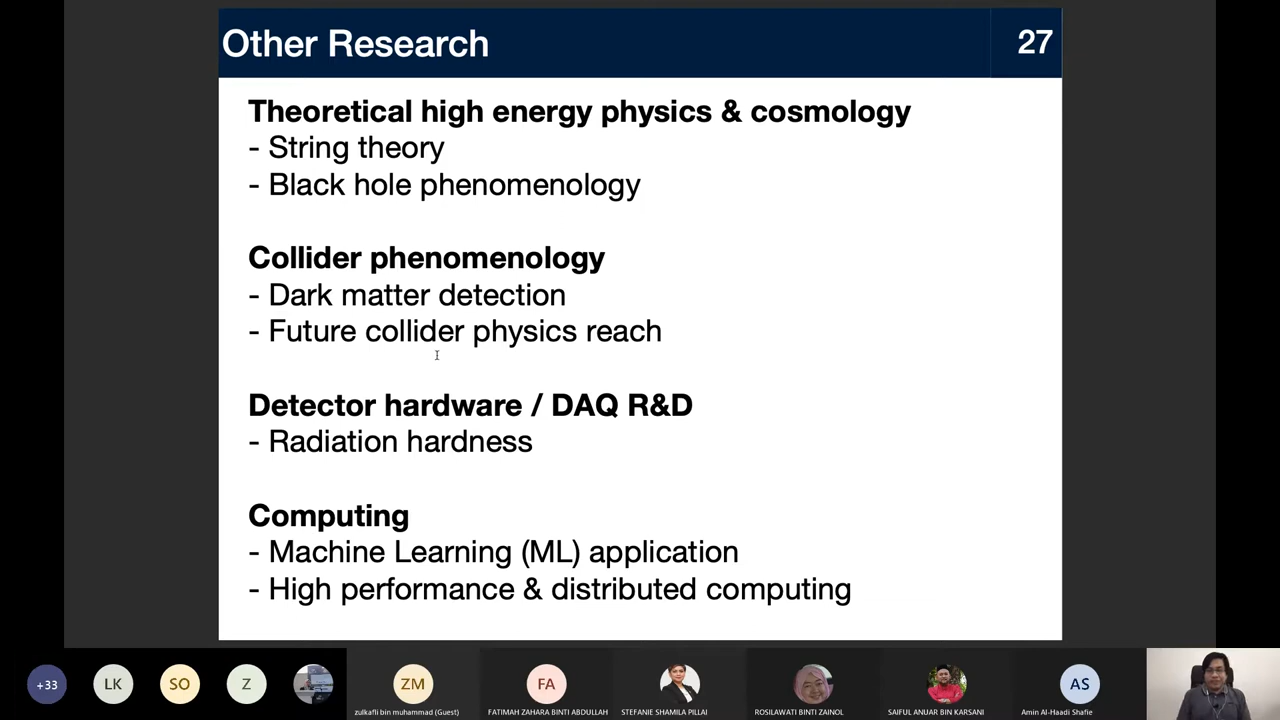 Other Research
27
Theoretical high energy physics & cosmology
- String theory
- Black hole phenomenology
Collider phenomenology
- Dark matter detection
- Future collider physics reach
Detector hardware / DAQ R&D
- Radiation hardness
Computing
- Machine Learning (ML) application
- High performance & distributed computing
+33
LK
SO
Z
ZM
FA
AS
zulkafli bin muhammad (Guest)
FATIMAH ZAHARA BINTI ABDULLAH
STEFANIE SHAMILA PILLAI
ROSILAWATI BINTI ZAINOL
SAIFUL ANUAR BIN KARSANI
Amin Al-Haadi Shafie